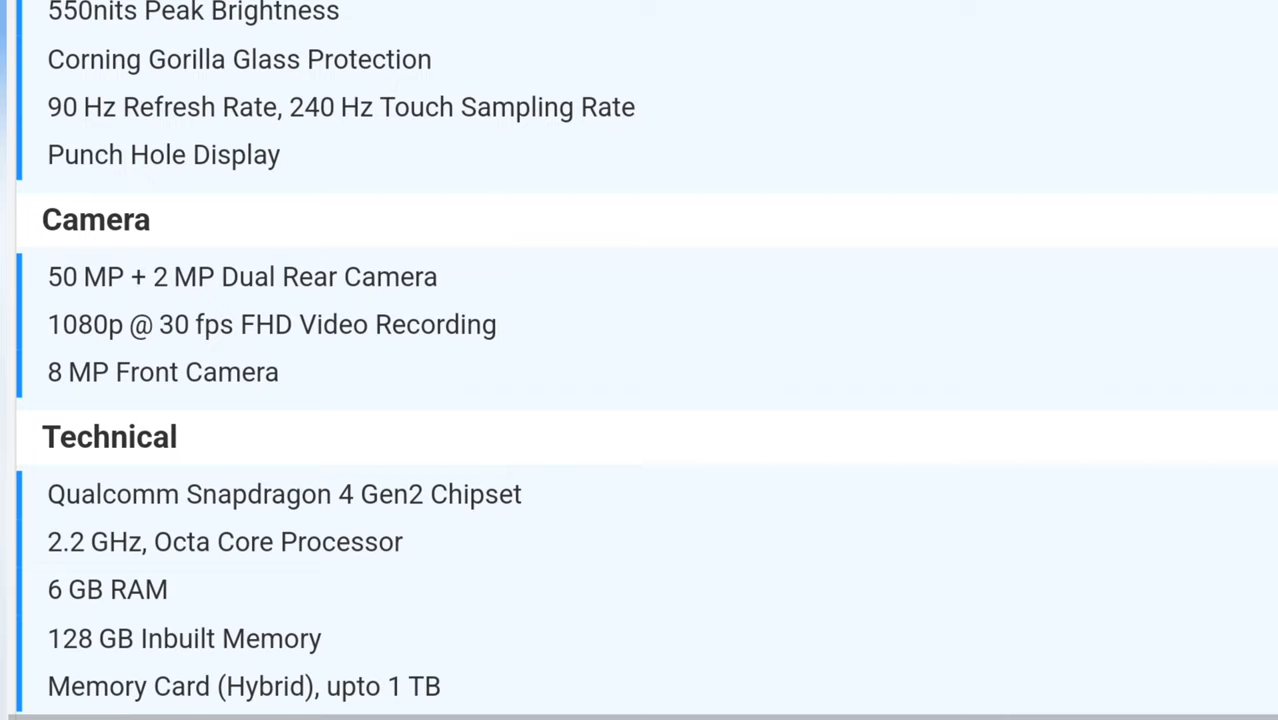 550nits Peak Brightness
Corning Gorilla Glass Protection
90 Hz Refresh Rate, 240 Hz Touch Sampling Rate
Punch Hole Display
Camera
50 MP + 2 MP Dual Rear Camera
1080p @ 30 fps FHD Video Recording
8 MP Front Camera
Technical
Qualcomm Snapdragon 4 Gen2 Chipset
2.2 GHz, Octa Core Processor
6 GB RAM
128 GB Inbuilt Memory
Memory Card (Hybrid), upto 1 TB